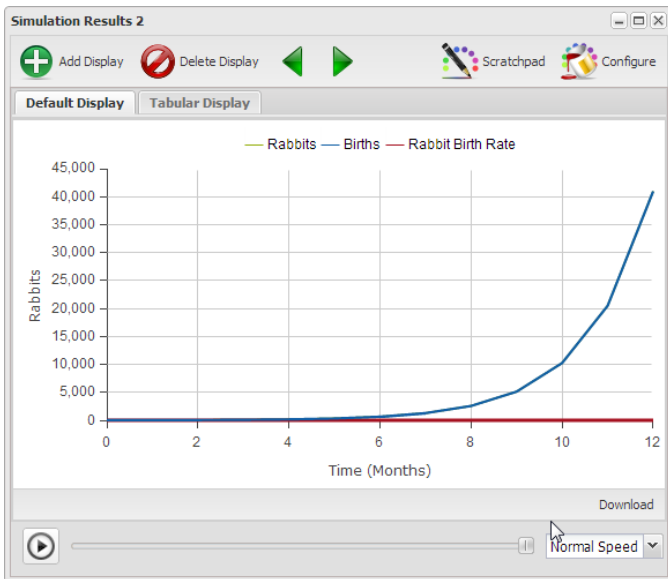 Simulation Results 2
Add Display Delete Display Scratchpad Configure
Default Display Tabular Display
Rabbits Births Rabbit Birth Rate
45,000
40,000
35,000
30,000
25,000
20,000
15,000
10,000
5,000
0
Rabbits
0 2 4 6 8 10 12
Time (Months)
Download
Normal Speed